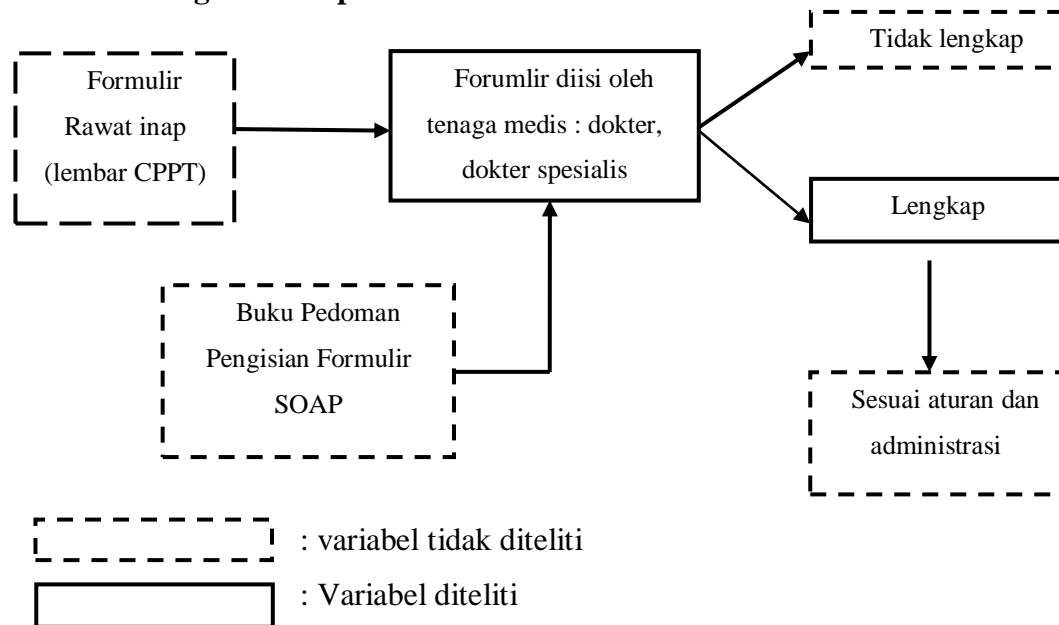 Formulir
Rawat inap
(lembar CPPT)
Forumlir diisi oleh
tenaga medis : dokter,
dokter spesialis
Tidak lengkap
Lengkap
Buku Pedoman
Pengisian Formulir
SOAP
Sesuai aturan dan
administrasi
: variabel tidak diteliti
: Variabel diteliti